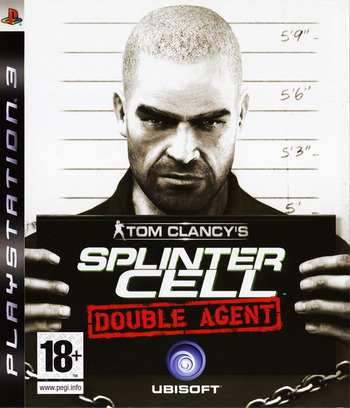 PLAYSTATION 3
5'9"
5'6"
5'3"
5'
TOM CLANCY'S
SPLINTER
CELL
DOUBLE AGENT
18+
www.pegi.info
UBISOFT